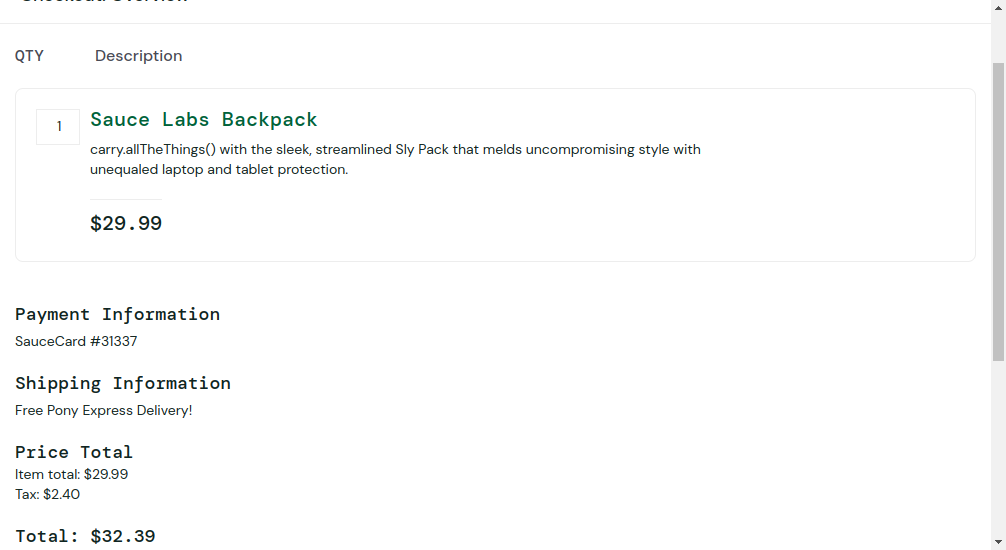 Checkout: Overview
QTY Description
1
Sauce Labs Backpack
carry.allTheThings() with the sleek, streamlined Sly Pack that melds uncompromising style with
unequaled laptop and tablet protection.
$29.99
Payment Information
SauceCard #31337
Shipping Information
Free Pony Express Delivery!
Price Total
Item total: $29.99
Tax: $2.40
Total: $32.39